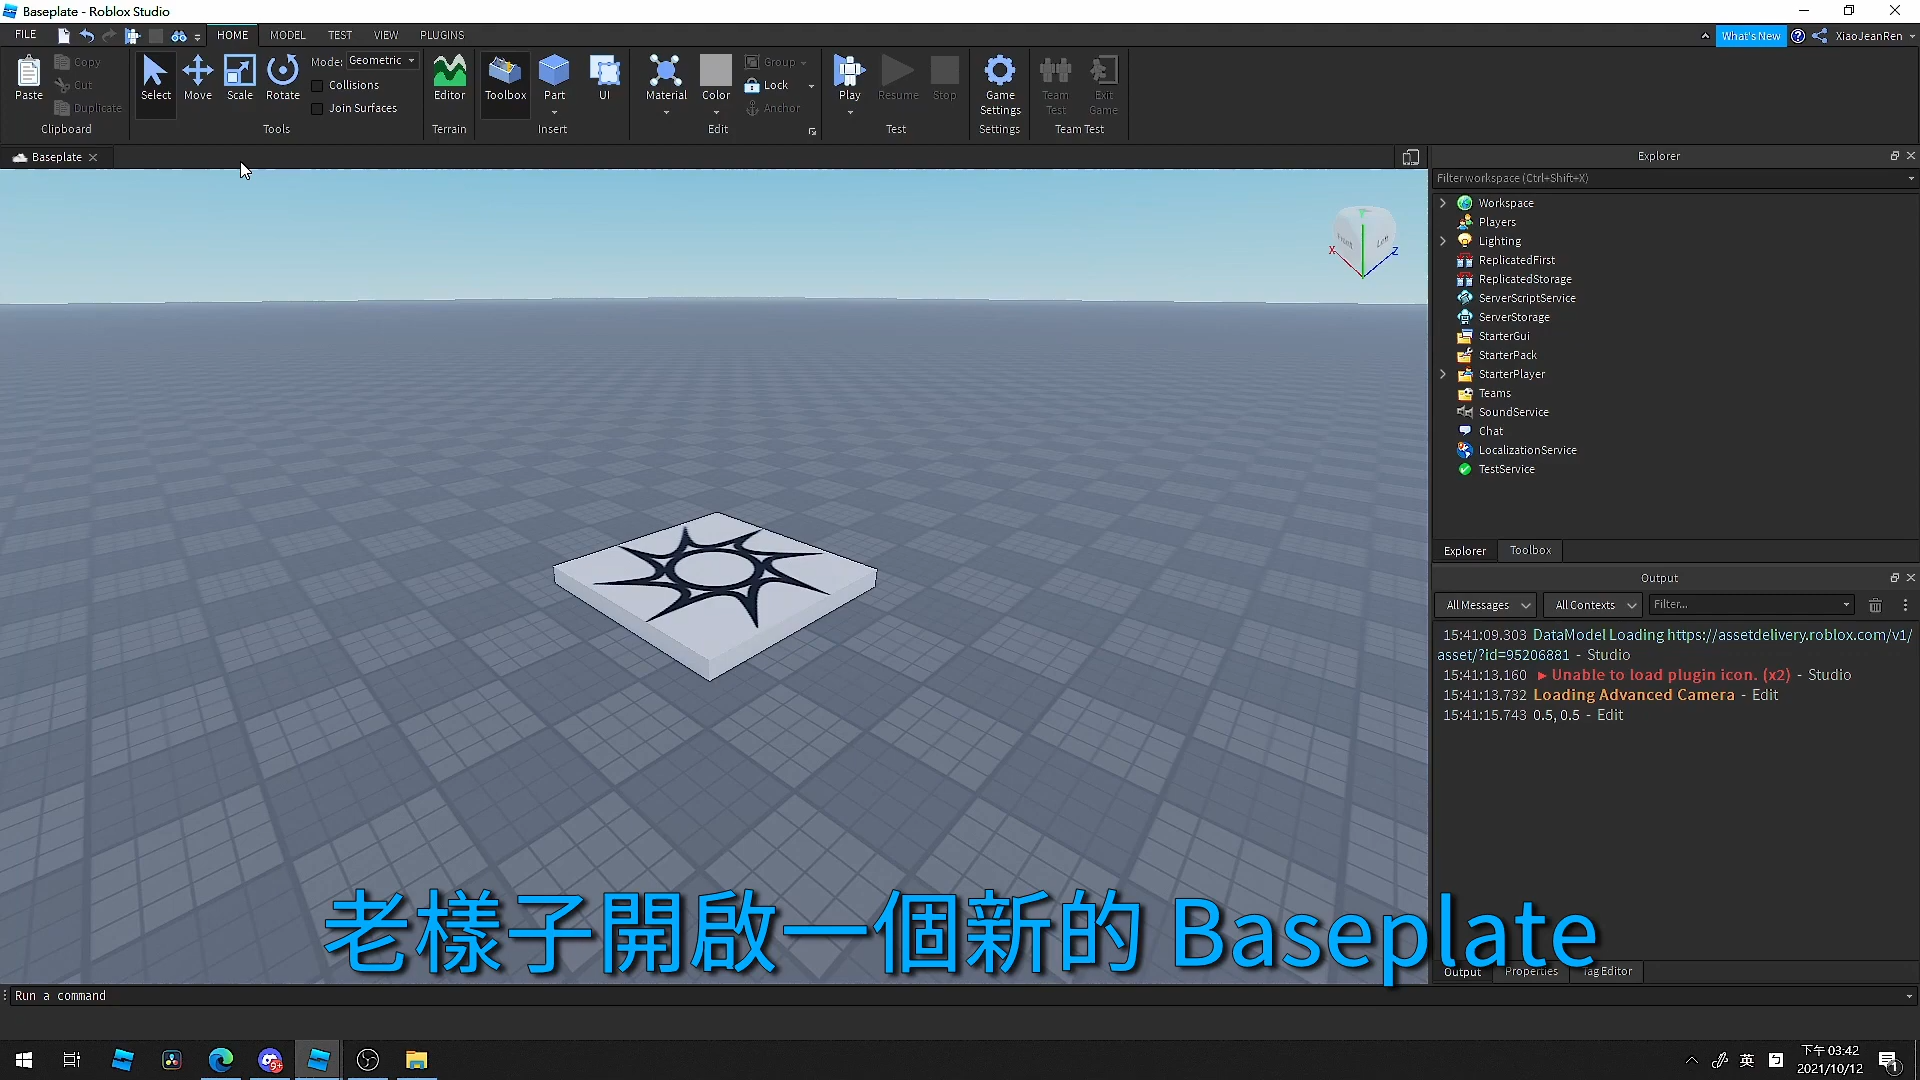 Baseplate - Roblox Studio
FILE HOME MODEL TEST VIEW PLUGINS What's New XiaoJeanRen
Paste Copy Cut Duplicate Clipboard
Select Move Scale Rotate Mode: Geometric Collisions Join Surfaces Tools
Editor Terrain
Toolbox Part UI Insert
Material Color Group Lock Anchor Edit
Play Resume Stop Test
Game Settings Settings
Team Test Exit Game Team Test
Baseplate
Front Left X Z
Explorer
Filter workspace (Ctrl+Shift+X)
Workspace
Players
Lighting
ReplicatedFirst
ReplicatedStorage
ServerScriptService
ServerStorage
StarterGui
StarterPack
StarterPlayer
Teams
SoundService
Chat
LocalizationService
TestService
Explorer Toolbox
Output
All Messages All Contexts Filter...
15:41:09.303 DataModel Loading https://assetdelivery.roblox.com/v1/
asset/?id=95206881 - Studio
15:41:13.160 Unable to load plugin icon. (x2) - Studio
15:41:13.732 Loading Advanced Camera - Edit
15:41:15.743 0.5, 0.5 - Edit
老樣子開啟一個新的 Baseplate
Output Properties Tag Editor
Run a command
9+
英
下午 03:42
2021/10/12
1